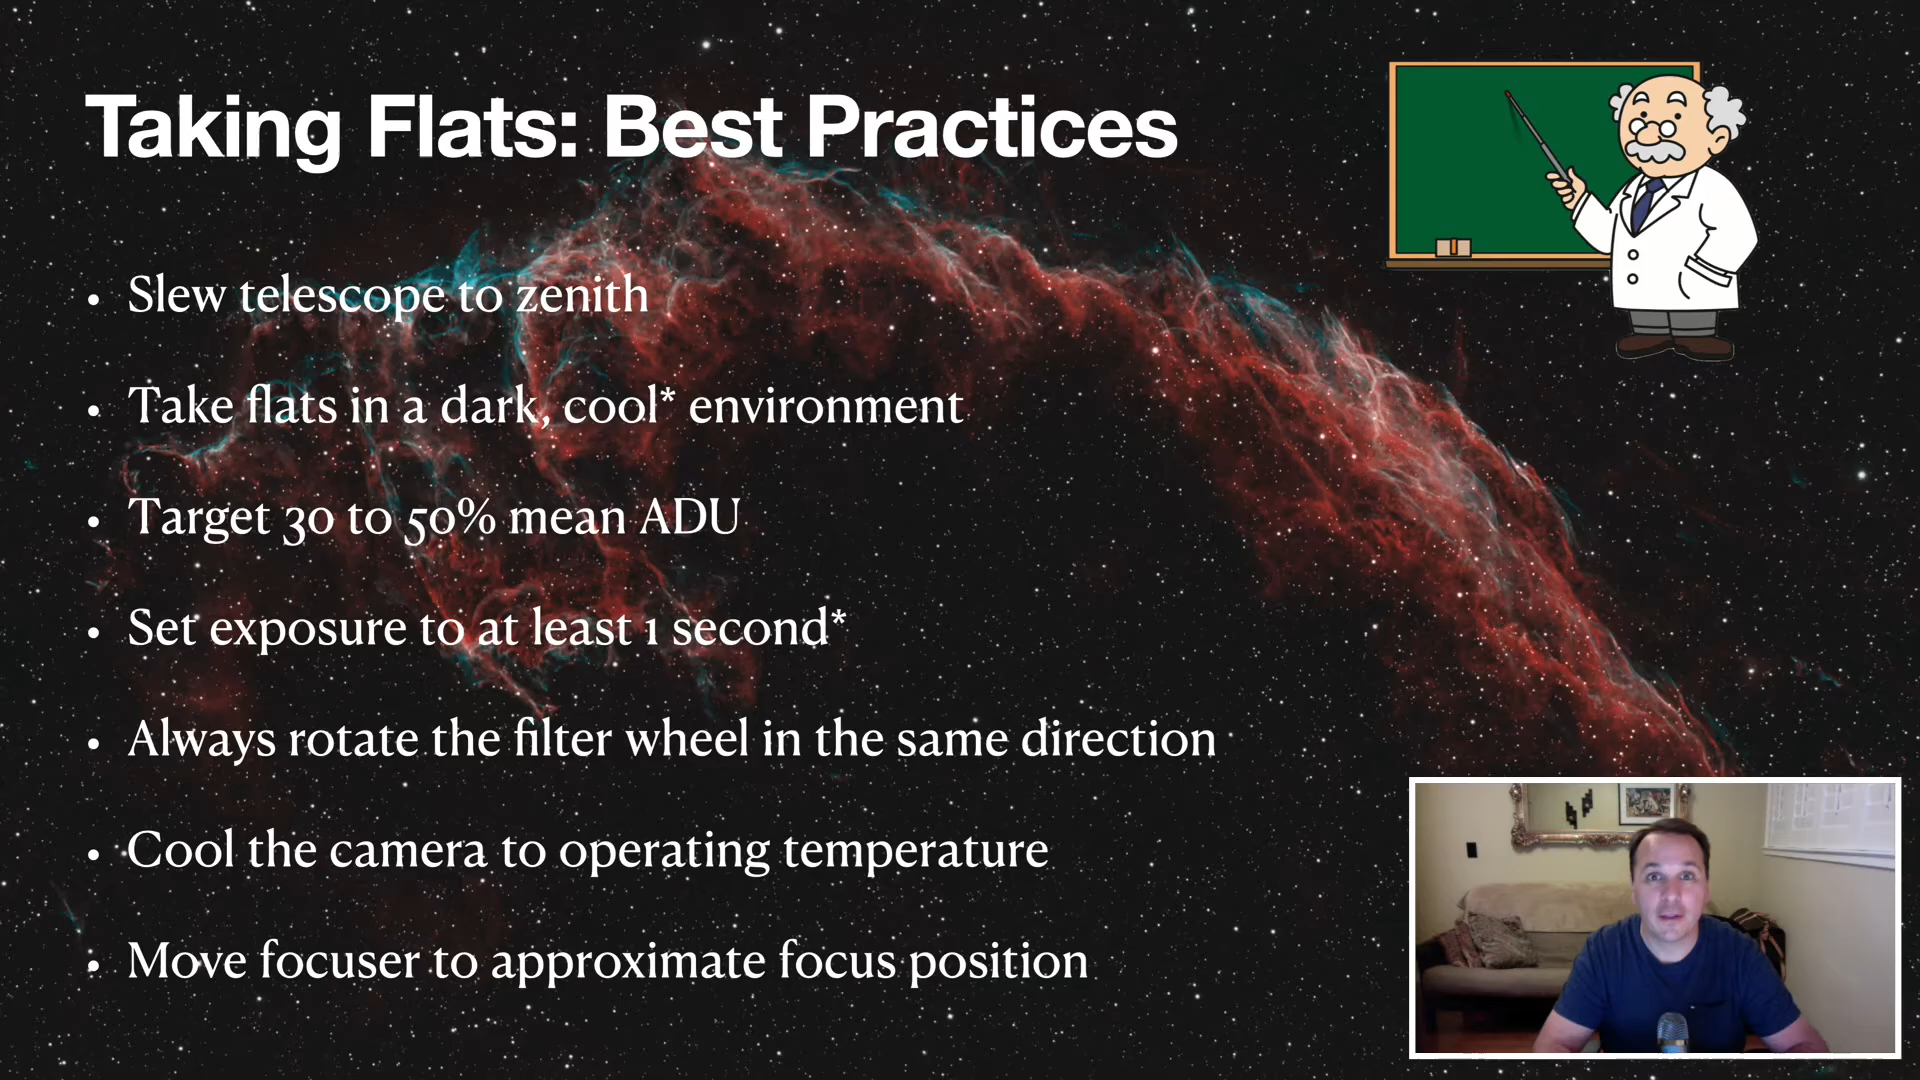 Taking Flats: Best Practices
• Slew telescope to zenith
• Take flats in a dark, cool* environment
• Target 30 to 50% mean ADU
• Set exposure to at least 1 second*
• Always rotate the filter wheel in the same direction
• Cool the camera to operating temperature
• Move focuser to approximate focus position